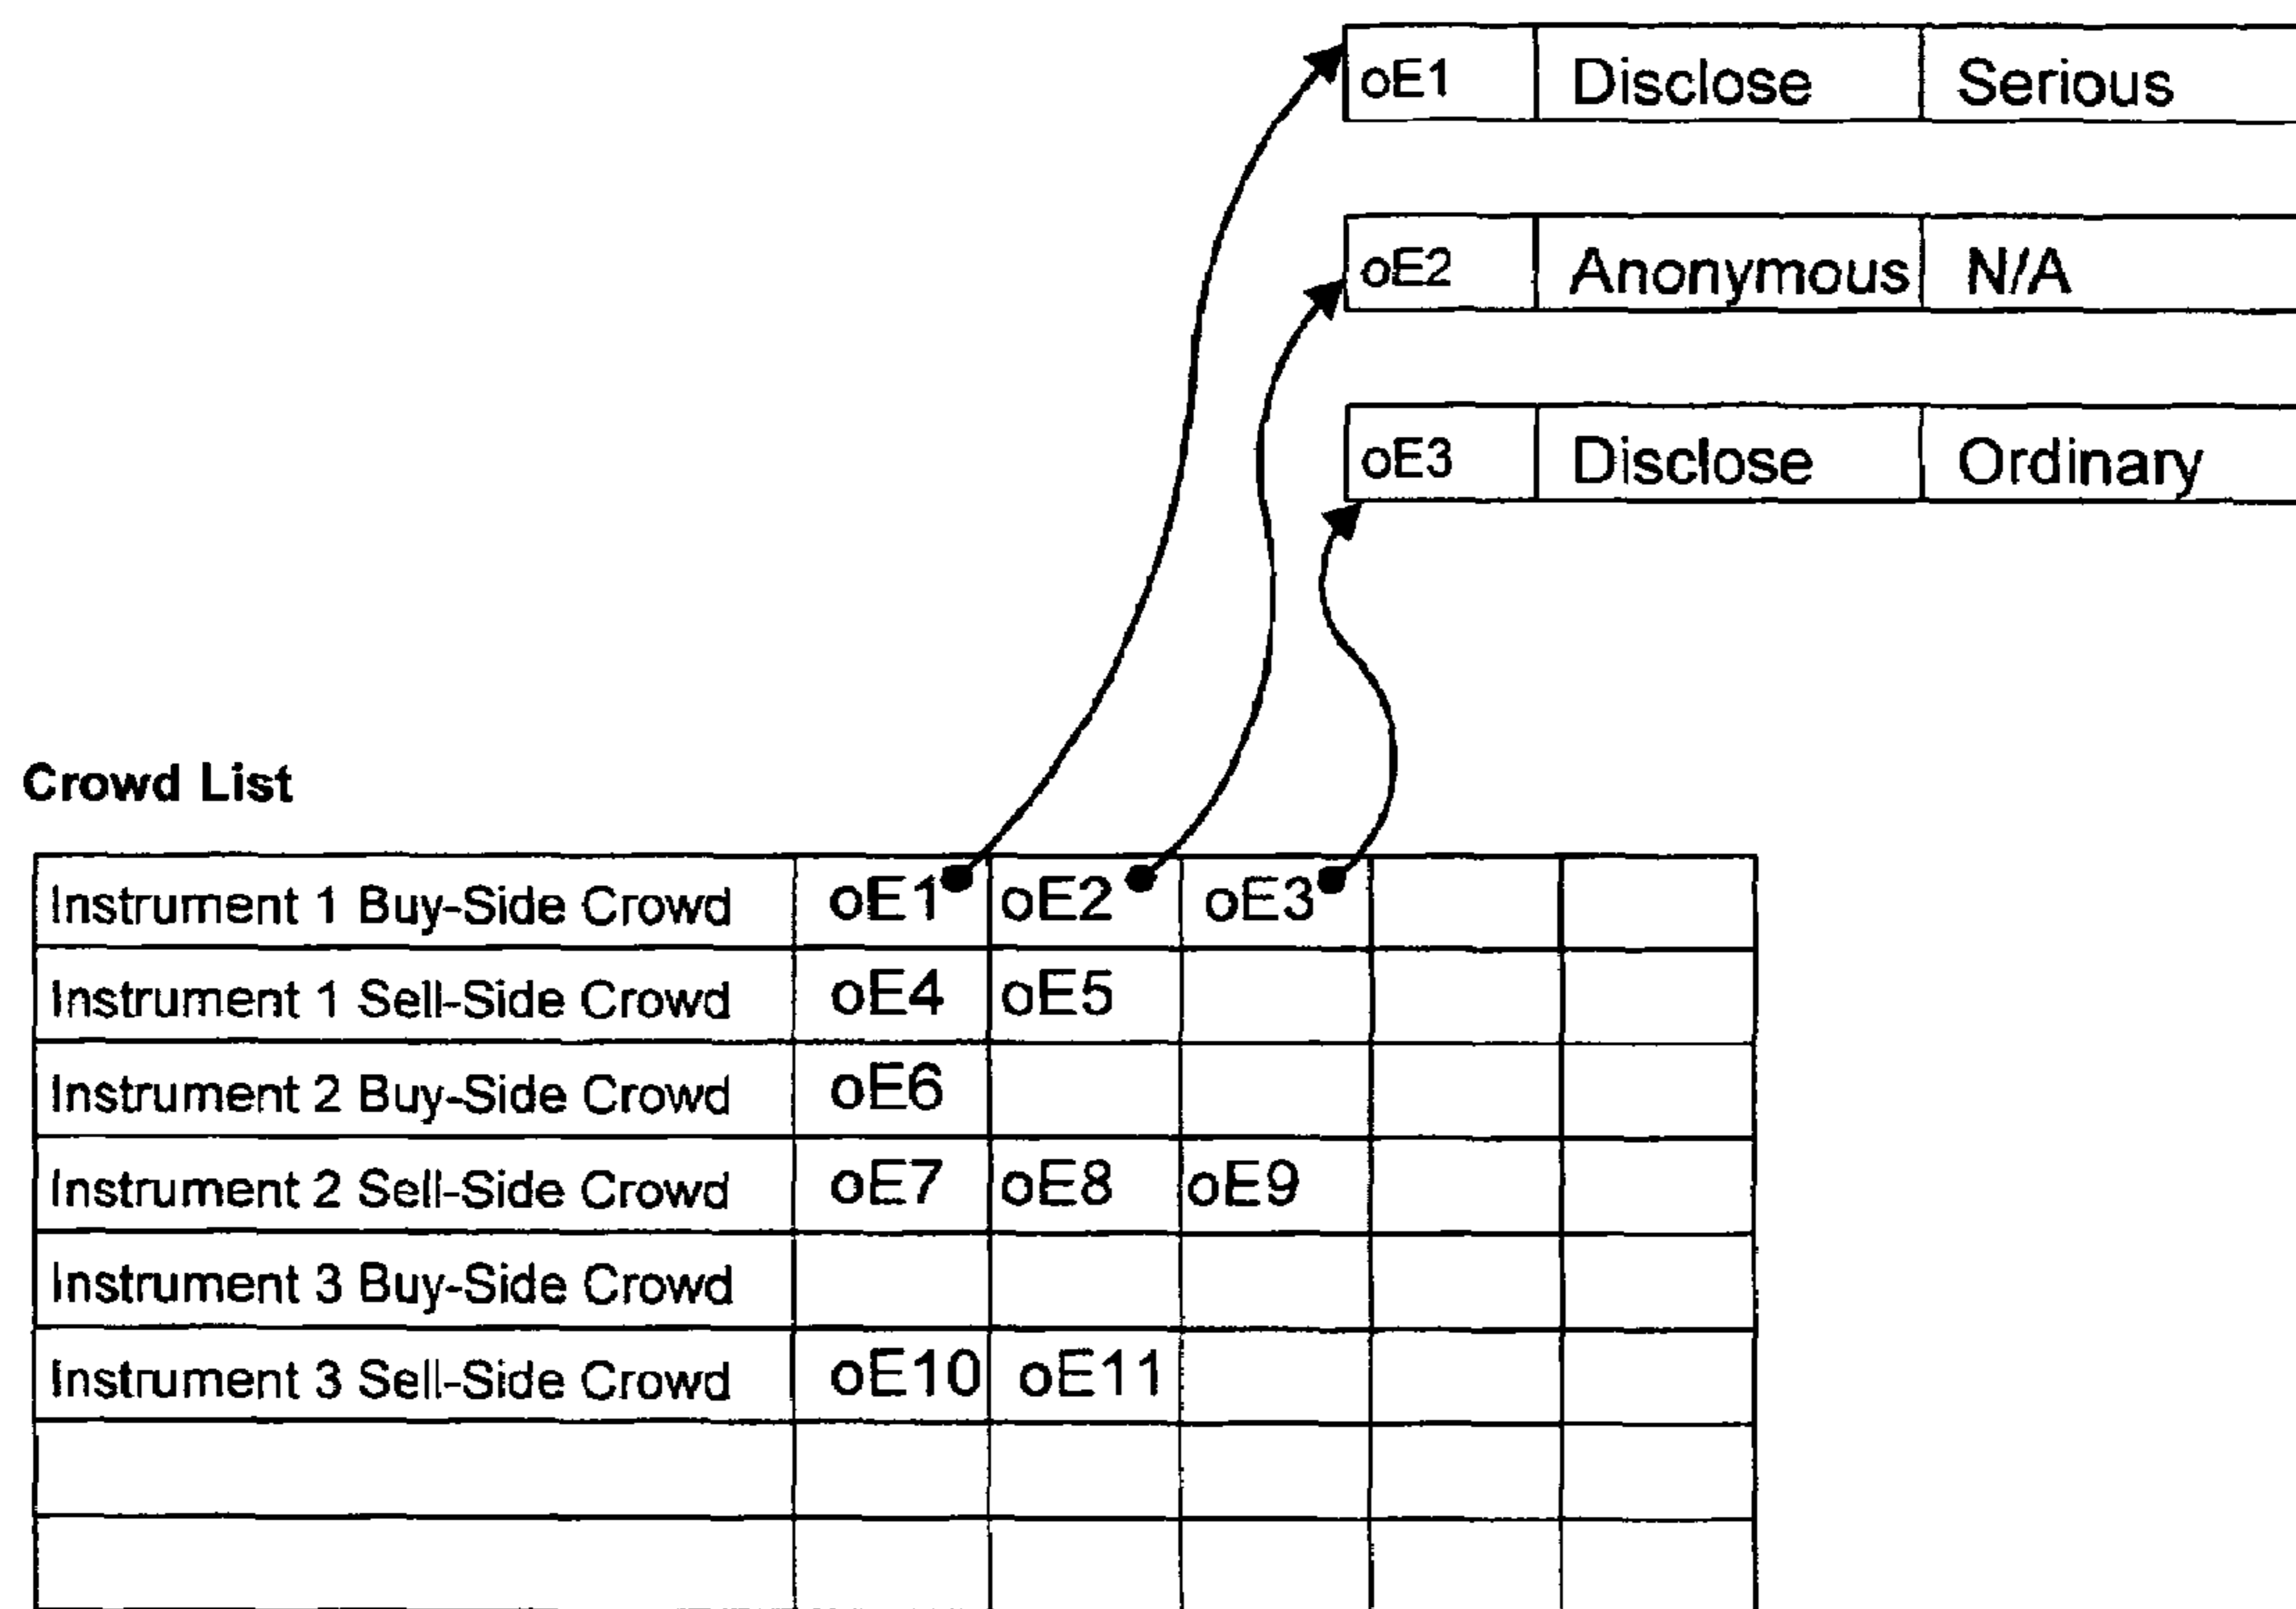 oE1 Disclose Serious
oE2 Anonymous N/A
oE3 Disclose Ordinary
Crowd List
Instrument 1 Buy-Side Crowd oE1 oE2 oE3
Instrument 1 Sell-Side Crowd oE4 oE5
Instrument 2 Buy-Side Crowd oE6
Instrument 2 Sell-Side Crowd oE7 oE8 oE9
Instrument 3 Buy-Side Crowd
Instrument 3 Sell-Side Crowd oE10 oE11